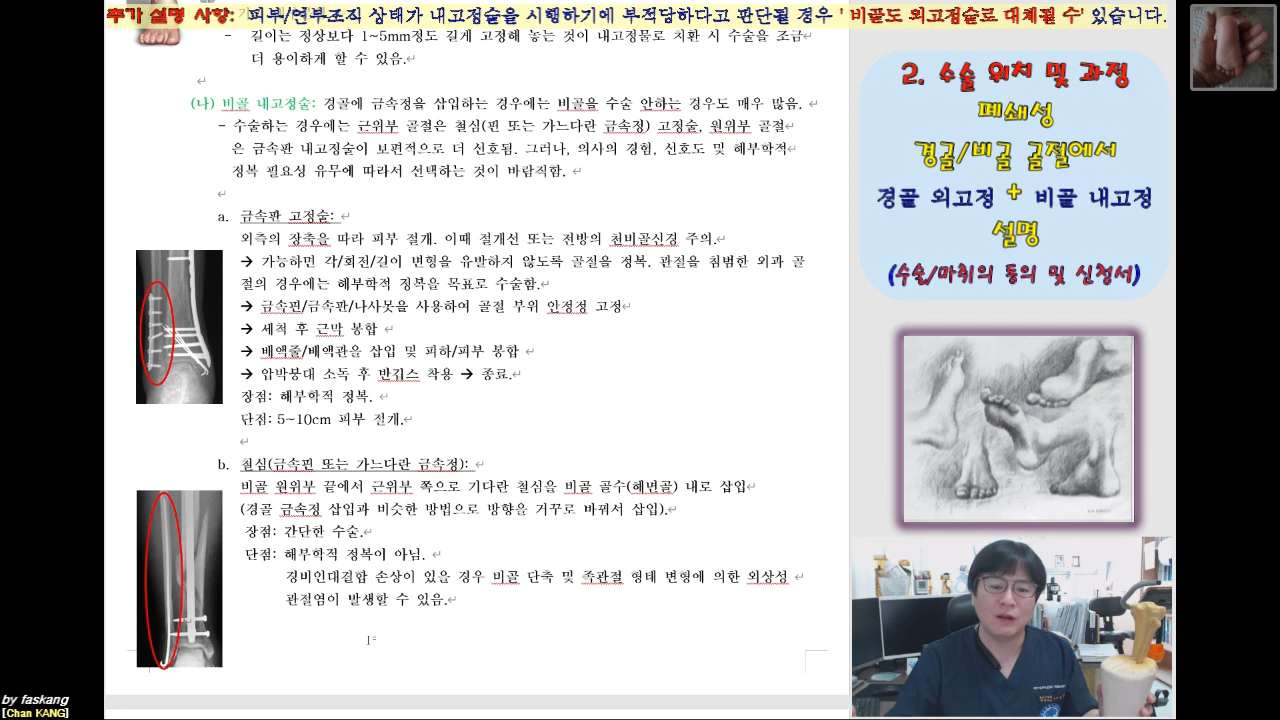 추가 설명 사항: 피부/연부조직 상태가 내고정술을 시행하기에 부적당하다고 판단될 경우 ' 비골도 외고정술로 대체될 수' 있습니다.
- 길이는 정상보다 1~5mm정도 길게 고정해 놓는 것이 내고정물로 치환 시 수술을 조금
더 용이하게 할 수 있음.
(나) 비골 내고정술: 경골에 금속정을 삽입하는 경우에는 비골을 수술 안하는 경우도 매우 많음.
- 수술하는 경우에는 근위부 골절은 철심(핀 또는 가느다란 금속정) 고정술, 원위부 골절
은 금속판 내고정술이 보편적으로 더 선호됨. 그러나, 의사의 경험, 선호도 및 해부학적
정복 필요성 유무에 따라서 선택하는 것이 바람직함.
a. 금속판 고정술:
외측의 장축을 따라 피부 절개. 이때 절개선 또는 전방의 천비골신경 주의.
→ 가능하면 각/회전/길이 변형을 유발하지 않도록 골절을 정복. 관절을 침범한 외과 골
절의 경우에는 해부학적 정복을 목표로 수술함.
→ 금속핀/금속판/나사못을 사용하여 골절 부위 안정정 고정
→ 세척 후 근막 봉합
→ 배액줄/배액관을 삽입 및 피하/피부 봉합
→ 압박붕대 소독 후 반깁스 착용 → 종료.
장점: 해부학적 정복.
단점: 5~10cm 피부 절개.
b. 철심(금속핀 또는 가느다란 금속정):
비골 원위부 끝에서 근위부 쪽으로 기다란 철심을 비골 골수(해면골) 내로 삽입
(경골 금속정 삽입과 비슷한 방법으로 방향을 거꾸로 바꿔서 삽입).
장점: 간단한 수술.
단점: 해부학적 정복이 아님.
경비인대결합 손상이 있을 경우 비골 단축 및 족관절 형태 변형에 의한 외상성
관절염이 발생할 수 있음.
2. 수술 위치 및 과정
폐쇄성
경골/비골 골절에서
경골 외고정 + 비골 내고정
설명
(수술/마취의 동의 및 신청서)
by faskang
[Chan KANG]